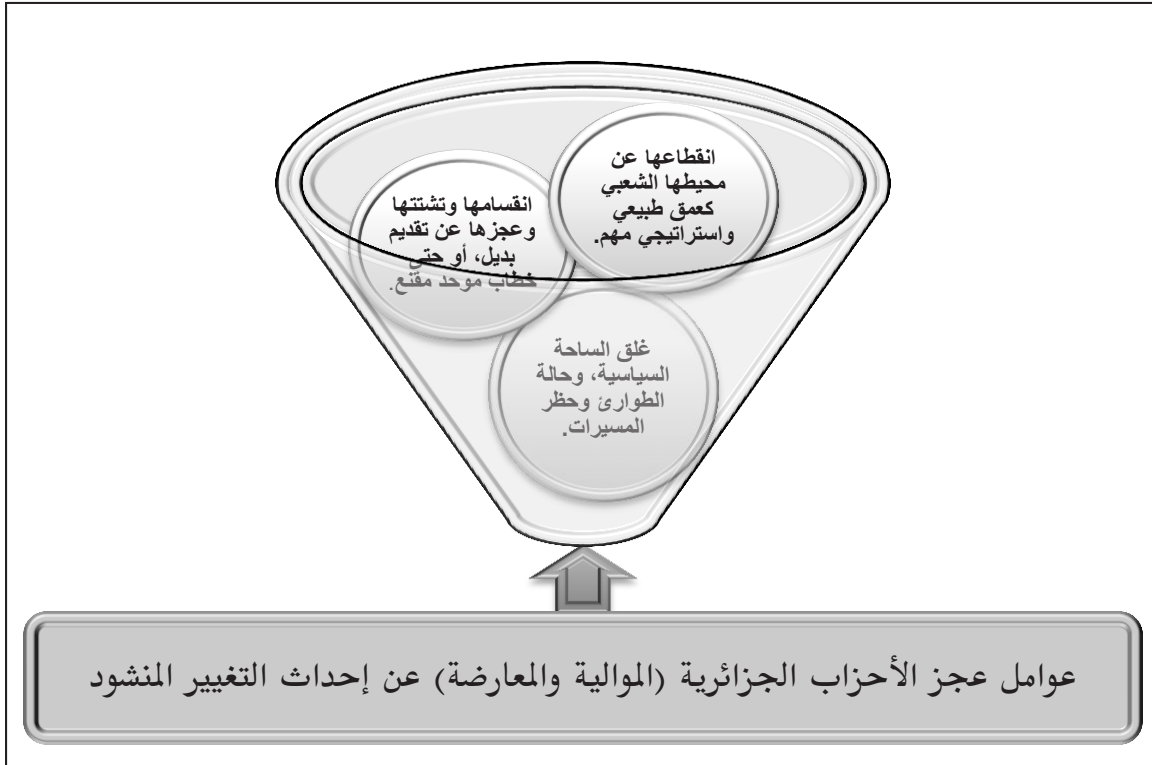 انقطاعها عن
محيطها الشعبي
كعمق طبيعي
واستراتيجي مهم.
انقسامها وتشتتها
وعجزها عن تقديم
بديل، أو حتى
خطاب موحد مقنع.
غلق الساحة
السياسية، وحالة
الطوارئ وحظر
المسيرات.
عوامل عجز الأحزاب الجزائرية (الموالية والمعارضة) عن إحداث التغيير المنشود